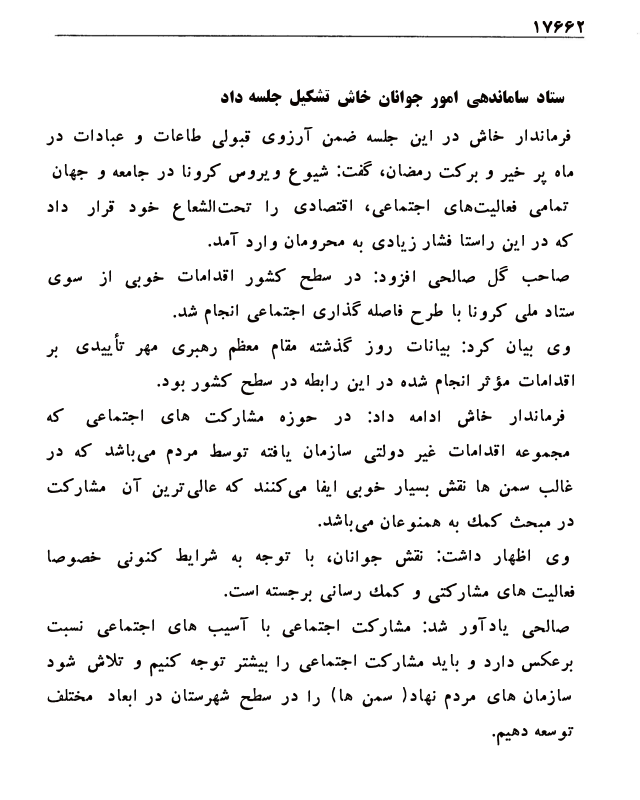 ۱۷۶۶۲
ستاد ساماندهی امور جوانان خاش تشکیل جلسه داد
فرماندار خاش در این جلسه ضمن آرزوی قبولی طاعات و عبادات در
ماه پر خیر و برکت رمضان، گفت: شیوع ویروس کرونا در جامعه و جهان
تمامی فعالیت‌های اجتماعی، اقتصادی را تحت‌الشعاع خود قرار داد
که در این راستا فشار زیادی به محرومان وارد آمد.
صاحب گل صالحی افزود: در سطح کشور اقدامات خوبی از سوی
ستاد ملی کرونا با طرح فاصله گذاری اجتماعی انجام شد.
وی بیان کرد: بیانات روز گذشته مقام معظم رهبری مهر تأییدی بر
اقدامات مؤثر انجام شده در این رابطه در سطح کشور بود.
فرماندار خاش ادامه داد: در حوزه مشارکت های اجتماعی که
مجموعه اقدامات غیر دولتی سازمان یافته توسط مردم می‌باشد که در
غالب سمن ها نقش بسیار خوبی ایفا می‌کنند که عالی‌ترین آن مشارکت
در مبحث کمك به همنوعان می‌باشد.
وی اظهار داشت: نقش جوانان، با توجه به شرایط کنونی خصوصا
فعالیت های مشارکتی و کمك رسانی برجسته است.
صالحی یادآور شد: مشارکت اجتماعی با آسیب های اجتماعی نسبت
برعکس دارد و باید مشارکت اجتماعی را بیشتر توجه کنیم و تلاش شود
سازمان های مردم نهاد( سمن ها) را در سطح شهرستان در ابعاد مختلف
توسعه دهیم.